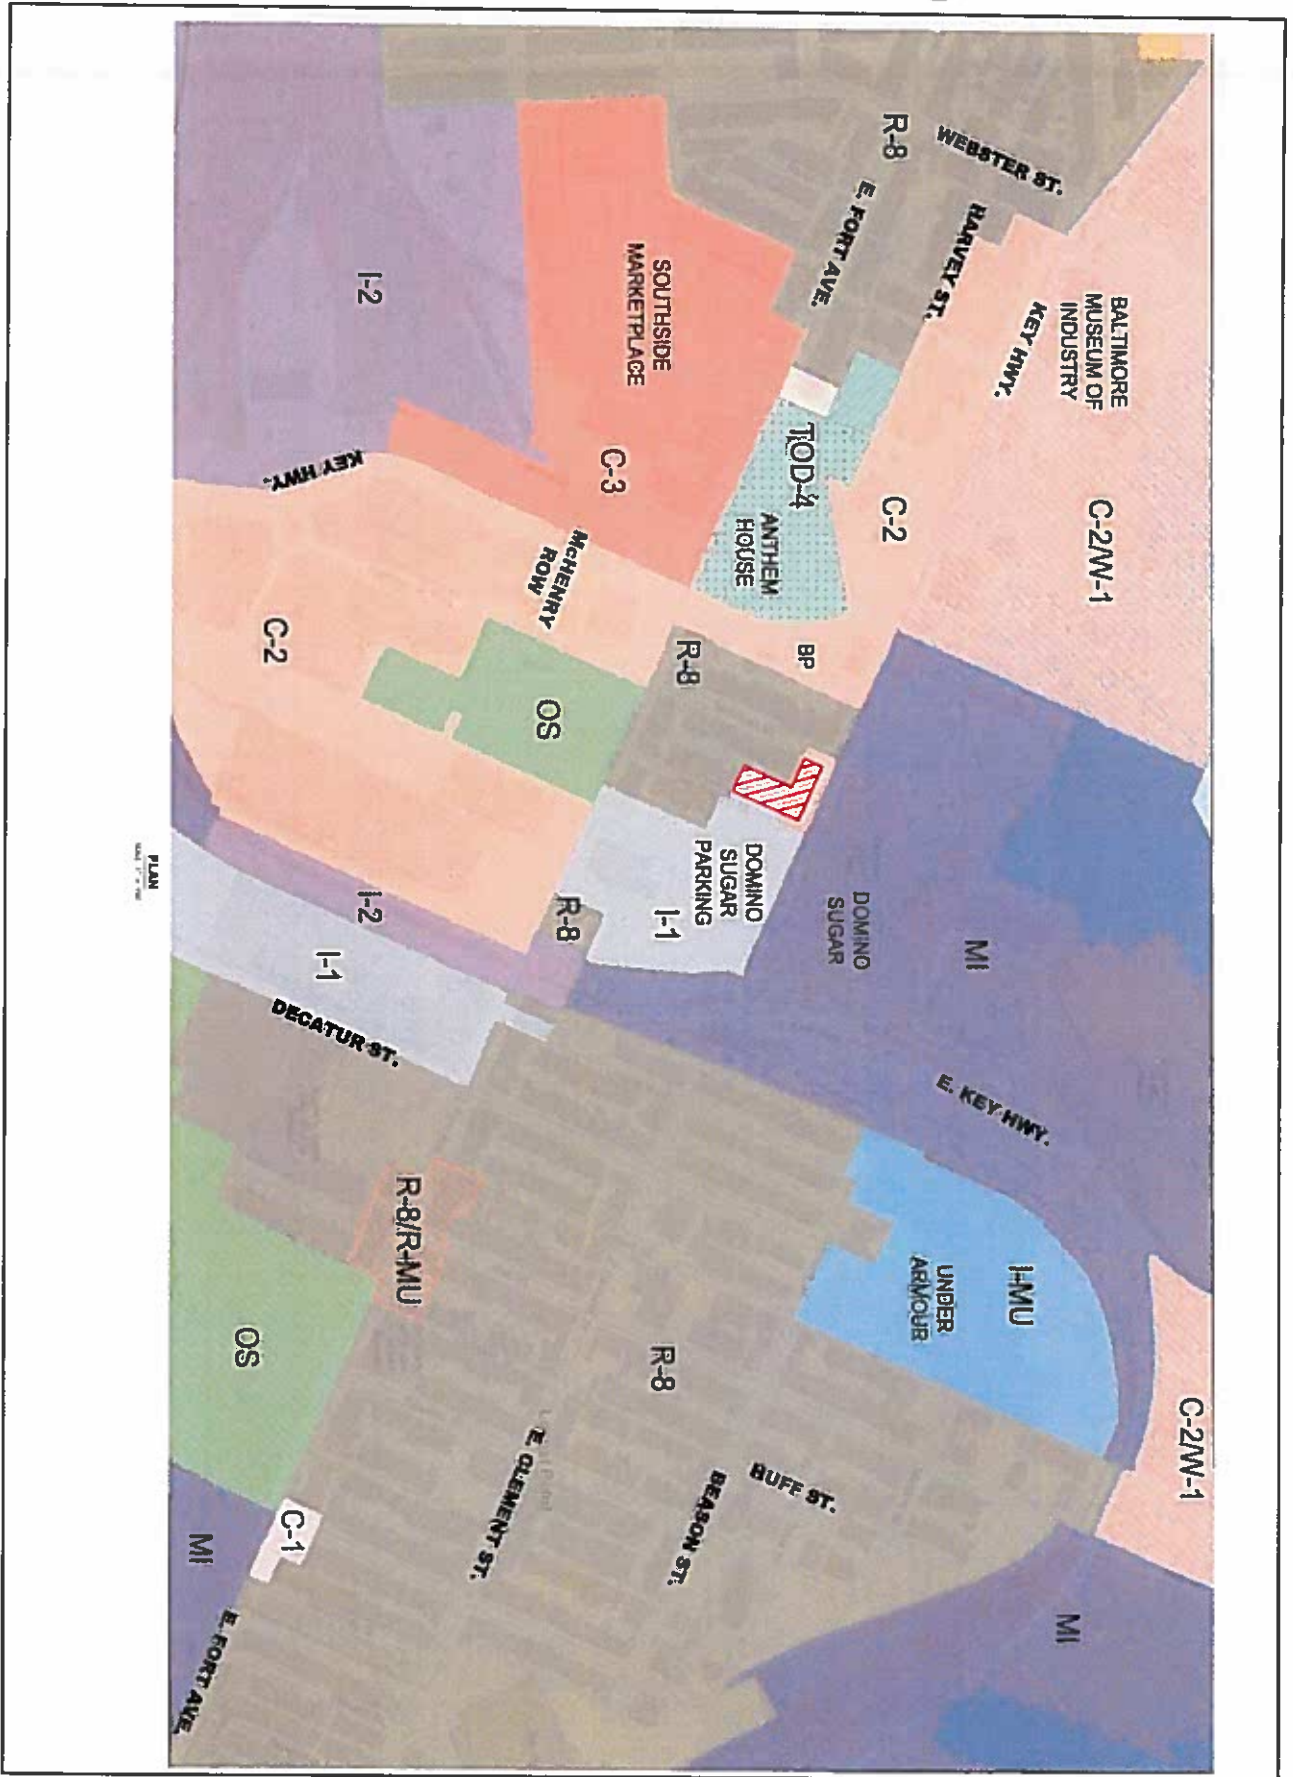 C-2/W-1
BALTIMORE
MUSEUM OF
INDUSTRY
C-2/W-1
MI
KEY HWY.
I-MU
WEBSTER ST.
E. KEY HWY.
MI
HARVEY ST.
UNDER
ARMOUR
R-8
C-2
DOMINO
SUGAR
E. FORT AVE.
BP
TOD-4
HUFF ST.
ANTHEM
HOUSE
DOMINO
SUGAR
PARKING
BEASON ST.
R-8
I-1
R-8
SOUTHSIDE
MARKETPLACE
C-3
R-8
McHENRY
ROW
OS
E. CLEMENT ST.
R-8/R-MU
I-2
I-2
I-1
DECATUR ST.
KEY HWY.
C-1
C-2
OS
MI
E. FORT AVE.
PLAN